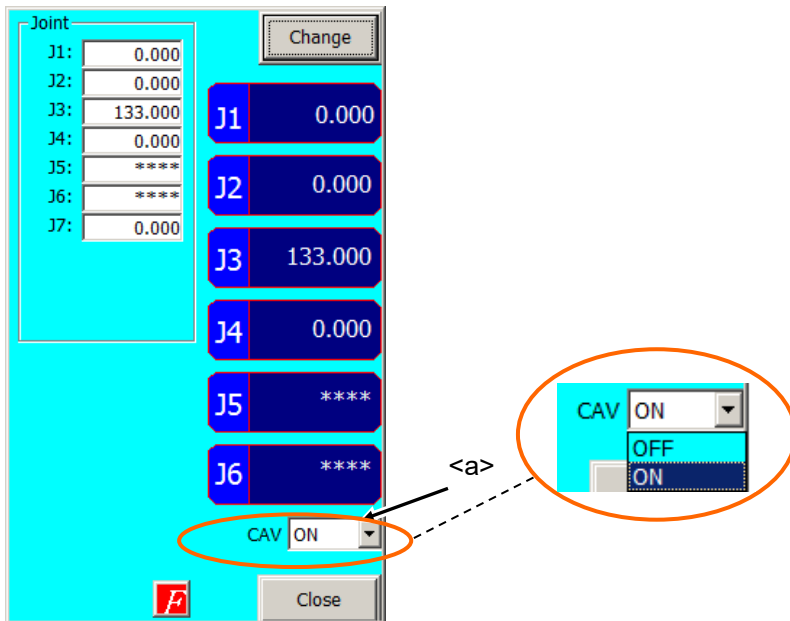 Joint
J1: 0.000
J2: 0.000
J3: 133.000
J4: 0.000
J5: ****
J6: ****
J7: 0.000
Change
J1 0.000
J2 0.000
J3 133.000
J4 0.000
J5 ****
J6 ****
CAV ON
F
Close
<a>
CAV ON
OFF
ON